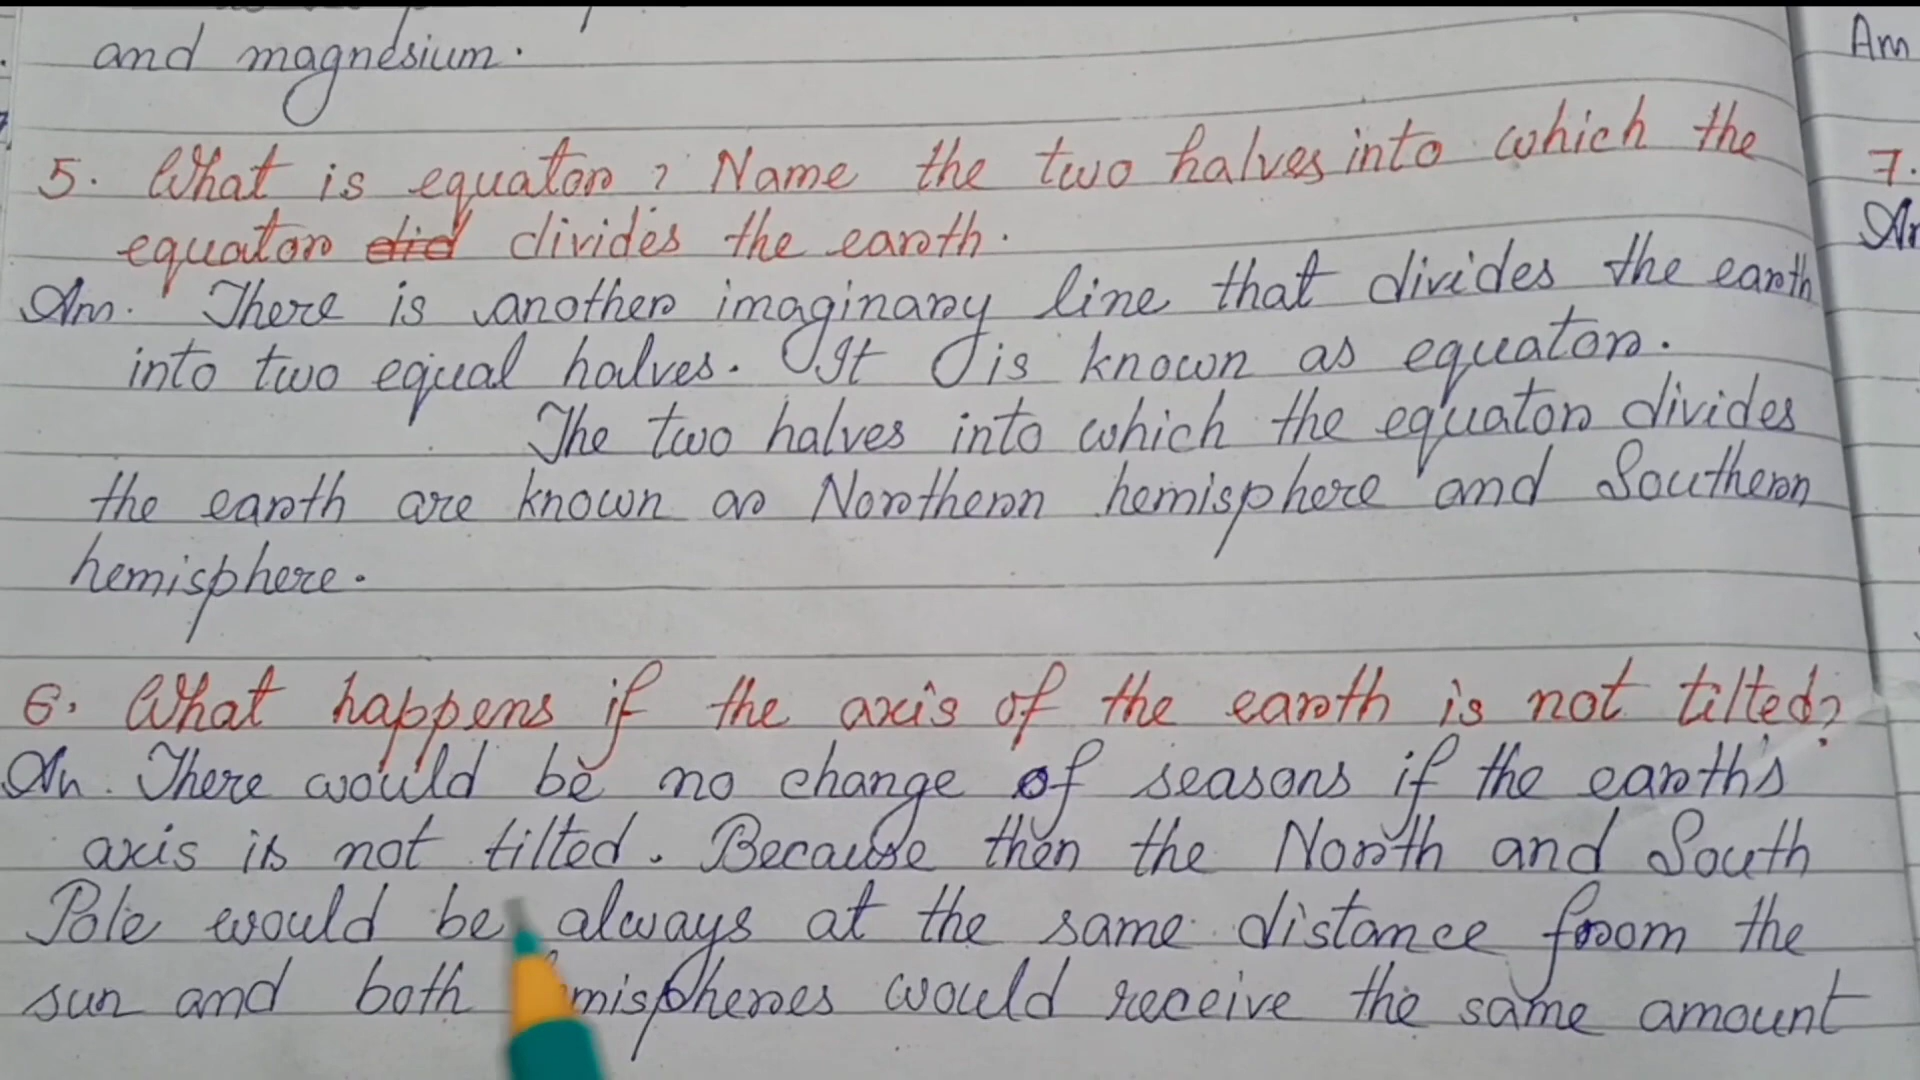 and magnesium.
5. What is equator? Name the two halves into which the
equator did divides the earth.
Ans. There is another imaginary line that divides the earth
into two equal halves. It is known as equator.
The two halves into which the equator divides
the earth are known as Northern hemisphere and Southern
hemisphere.
6. What happens if the axis of the earth is not tilted?
An. There would be no change of seasons if the earth's
axis is not tilted. Because then the North and South
Pole would be always at the same distance from the
sun and both hemispheres would receive the same amount
Ans
7.